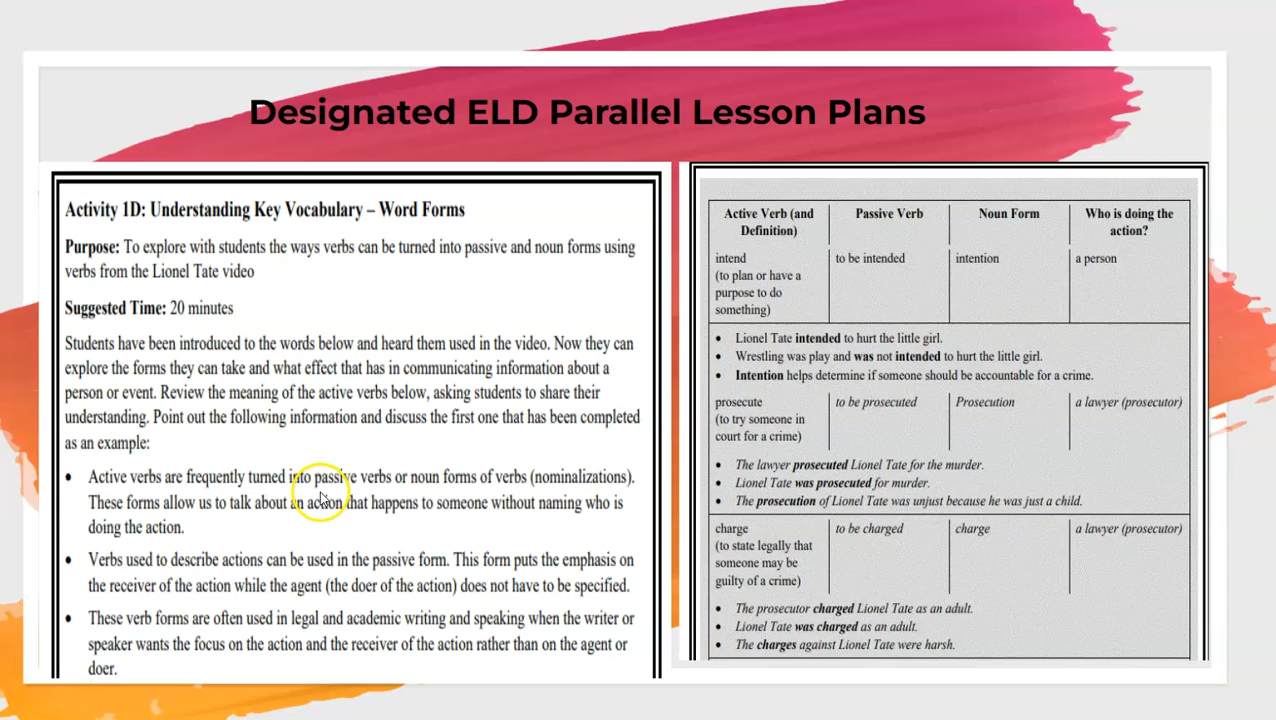 Designated ELD Parallel Lesson Plans
Activity 1D: Understanding Key Vocabulary – Word Forms
Purpose: To explore with students the ways verbs can be turned into passive and noun forms using
verbs from the Lionel Tate video
Suggested Time: 20 minutes
Students have been introduced to the words below and heard them used in the video. Now they can
explore the forms they can take and what effect that has in communicating information about a
person or event. Review the meaning of the active verbs below, asking students to share their
understanding. Point out the following information and discuss the first one that has been completed
as an example:
• Active verbs are frequently turned into passive verbs or noun forms of verbs (nominalizations).
These forms allow us to talk about an action that happens to someone without naming who is
doing the action.
• Verbs used to describe actions can be used in the passive form. This form puts the emphasis on
the receiver of the action while the agent (the doer of the action) does not have to be specified.
• These verb forms are often used in legal and academic writing and speaking when the writer or
speaker wants the focus on the action and the receiver of the action rather than on the agent or
doer.
Active Verb (and
Definition)
Passive Verb
Noun Form
Who is doing the
action?
intend
(to plan or have a
purpose to do
something)
to be intended
intention
a person
• Lionel Tate intended to hurt the little girl.
• Wrestling was play and was not intended to hurt the little girl.
• Intention helps determine if someone should be accountable for a crime.
prosecute
(to try someone in
court for a crime)
to be prosecuted
Prosecution
a lawyer (prosecutor)
• The lawyer prosecuted Lionel Tate for the murder.
• Lionel Tate was prosecuted for murder.
• The prosecution of Lionel Tate was unjust because he was just a child.
charge
(to state legally that
someone may be
guilty of a crime)
to be charged
charge
a lawyer (prosecutor)
• The prosecutor charged Lionel Tate as an adult.
• Lionel Tate was charged as an adult.
• The charges against Lionel Tate were harsh.